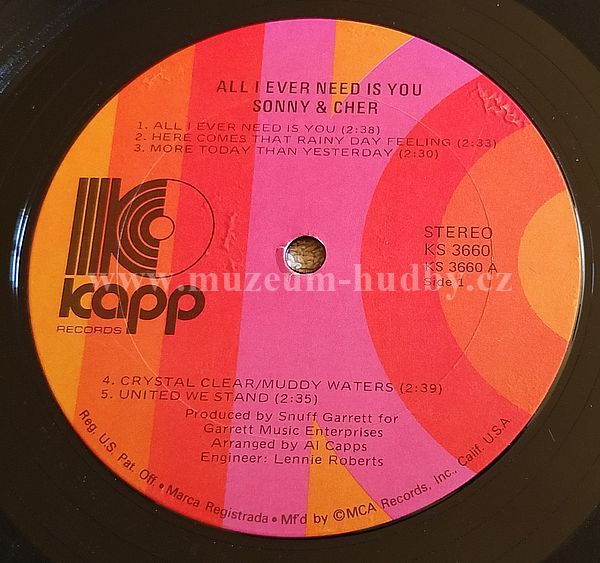 ALL I EVER NEED IS YOU
SONNY & CHER
1. ALL I EVER NEED IS YOU (2:38)
2. HERE COMES THAT RAINY DAY FEELING (2:33)
3. MORE TODAY THAN YESTERDAY (2:30)
kapp
RECORDS
STEREO
KS 3660
KS 3660 A
Side 1
www.muzeum-hudby.cz
4. CRYSTAL CLEAR/MUDDY WATERS (2:39)
5. UNITED WE STAND (2:35)
Produced by Snuff Garrett for
Garrett Music Enterprises
Arranged by Al Capps
Engineer: Lennie Roberts
Reg. U.S. Pat. Off. • Marca Registrada • Mf'd by ©MCA Records, Inc., Calif. U.S.A